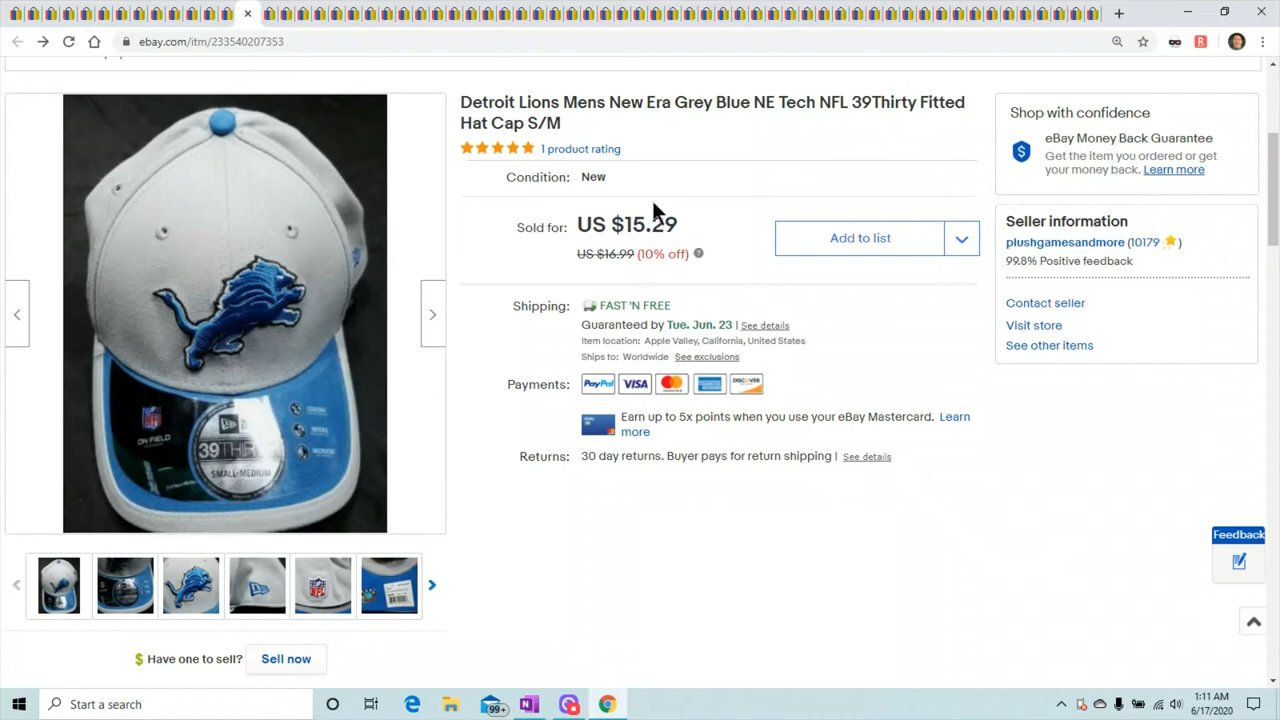 ebay.com/itm/233540207353
Detroit Lions Mens New Era Grey Blue NE Tech NFL 39Thirty Fitted
Hat Cap S/M
1 product rating
Condition: New
Sold for: US $15.29
US $16.99 (10% off)
Add to list
Shipping: FAST 'N FREE
Guaranteed by Tue. Jun. 23 | See details
Item location: Apple Valley, California, United States
Ships to: Worldwide See exclusions
Payments: PayPal VISA DISCOVER
Earn up to 5x points when you use your eBay Mastercard. Learn
more
Returns: 30 day returns. Buyer pays for return shipping | See details
Shop with confidence
eBay Money Back Guarantee
Get the item you ordered or get
your money back. Learn more
Seller information
plushgamesandmore (10179 )
99.8% Positive feedback
Contact seller
Visit store
See other items
NFL
ON FIELD
39THIRTY
SMALL-MEDIUM
Feedback
Have one to sell? Sell now
Start a search
99+
1:11 AM
6/17/2020